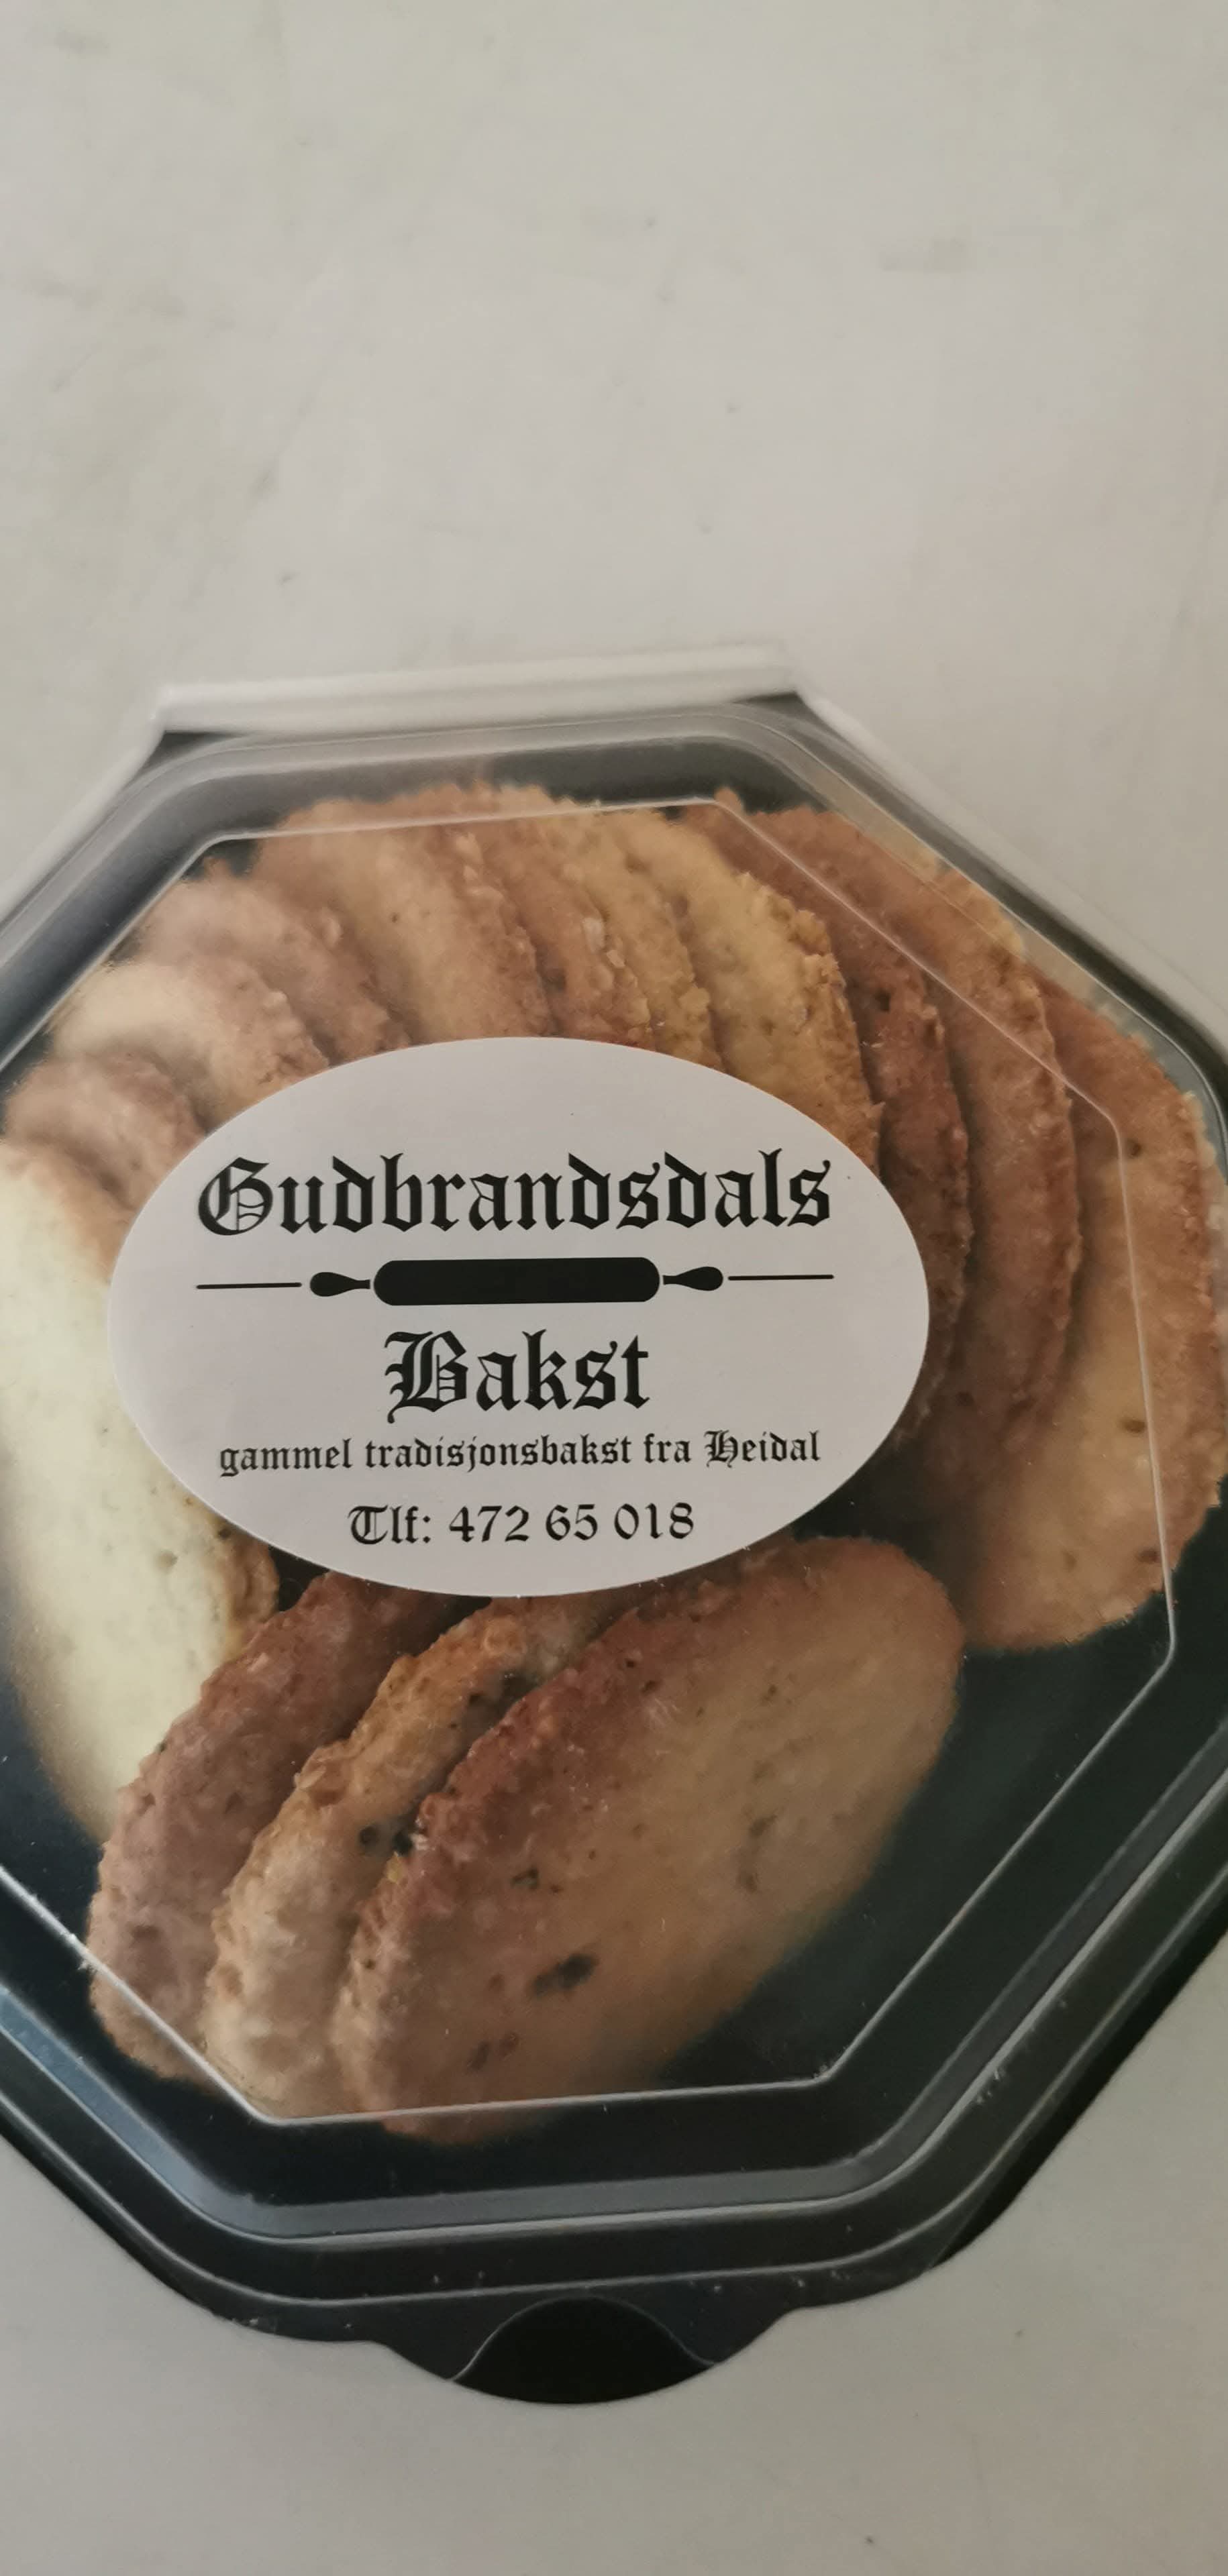 Gudbrandsdals
Bakst
gammel tradisjonsbakst fra Heidal
Tlf: 472 65 018